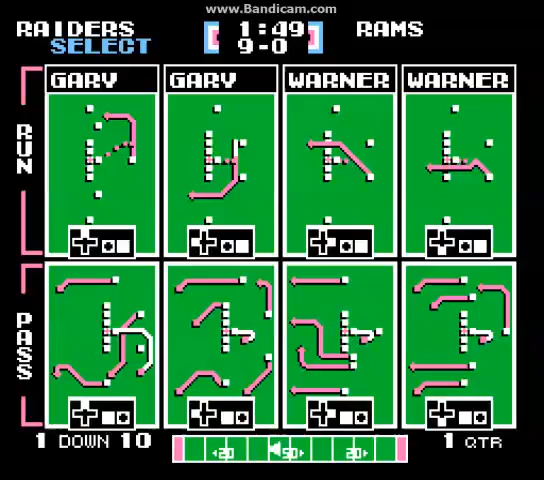 www.Bandicam.com
RAIDERS 1:49 RAMS
SELECT 9-0
GARY GARY WARNER WARNER
RUN
PASS
1 DOWN 10 1 QTR
20 50 20